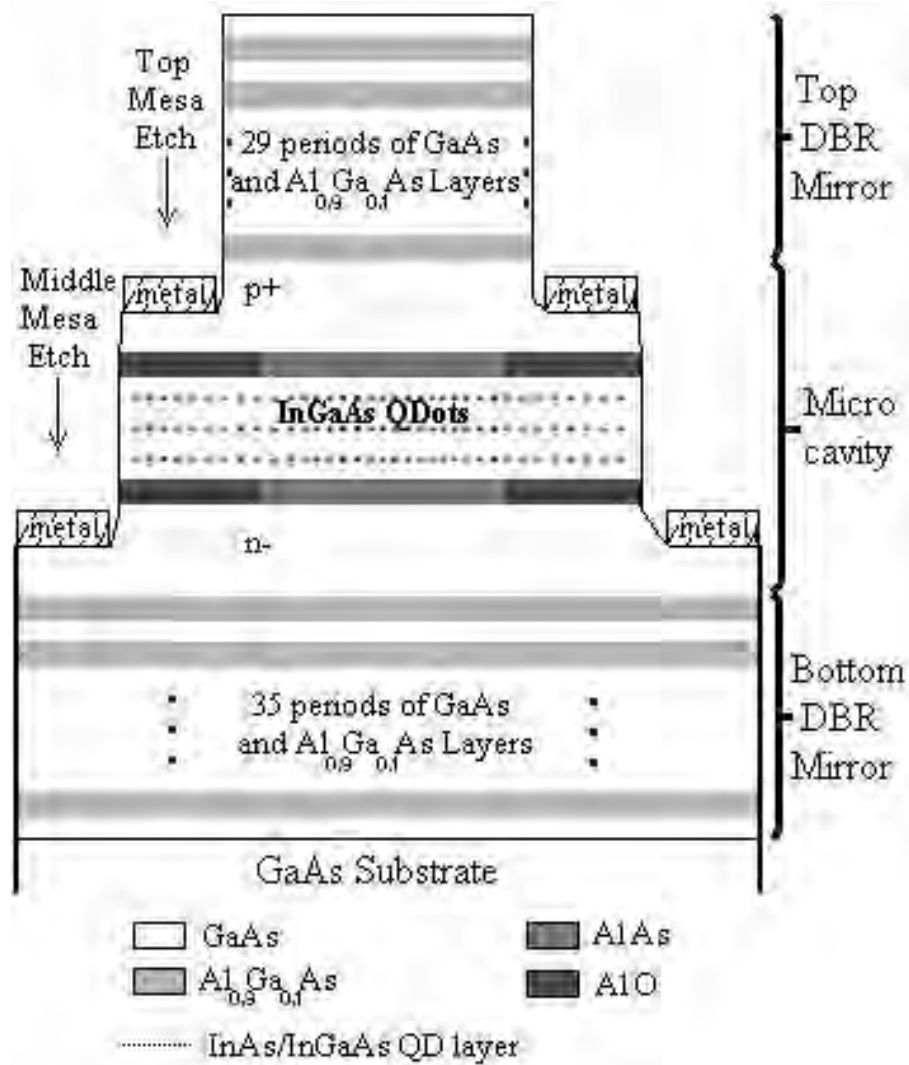 Top
Mesa
Etch
29 periods of GaAs
and Al0,9Ga0,1As Layers
Top
DBR
Mirror
Middle
Mesa
Etch
metal
p+
metal
InGaAs QDots
Micro
cavity
metal
n-
metal
35 periods of GaAs
and Al0,9Ga0,1As Layers
Bottom
DBR
Mirror
GaAs Substrate
GaAs
AlAs
Al0,9Ga0,1As
AlO
InAs/InGaAs QD layer